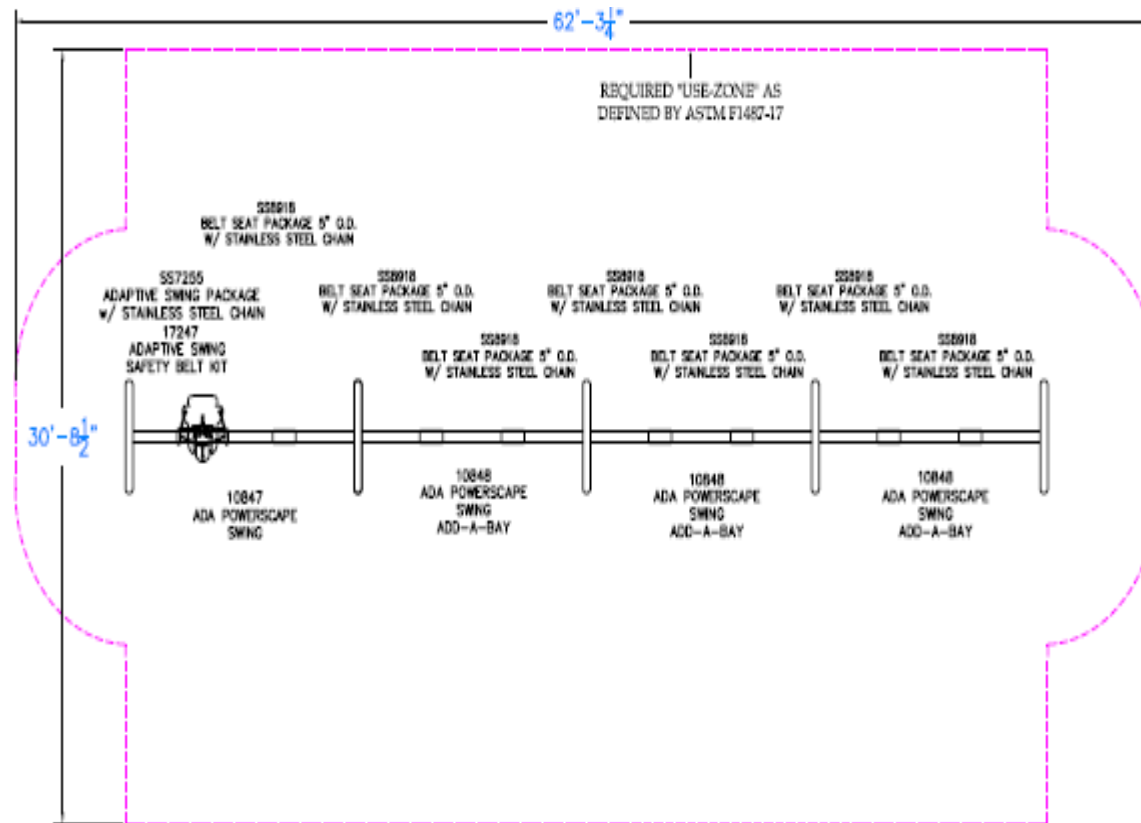 62'-3¼"
REQUIRED "USE-ZONE" AS
DEFINED BY ASTM F1487-17
SS8918
BELT SEAT PACKAGE 5" O.D.
W/ STAINLESS STEEL CHAIN
SS7255
ADAPTIVE SWING PACKAGE
w/ STAINLESS STEEL CHAIN
17247
ADAPTIVE SWING
SAFETY BELT KIT
SS8918
BELT SEAT PACKAGE 5" O.D.
W/ STAINLESS STEEL CHAIN
SS8918
BELT SEAT PACKAGE 5" O.D.
W/ STAINLESS STEEL CHAIN
SS8918
BELT SEAT PACKAGE 5" O.D.
W/ STAINLESS STEEL CHAIN
SS8918
BELT SEAT PACKAGE 5" O.D.
W/ STAINLESS STEEL CHAIN
SS8918
BELT SEAT PACKAGE 5" O.D.
W/ STAINLESS STEEL CHAIN
SS8918
BELT SEAT PACKAGE 5" O.D.
W/ STAINLESS STEEL CHAIN
30'-8½"
10847
ADA POWERSCAPE
SWING
10848
ADA POWERSCAPE
SWING
ADD-A-BAY
10848
ADA POWERSCAPE
SWING
ADD-A-BAY
10848
ADA POWERSCAPE
SWING
ADD-A-BAY